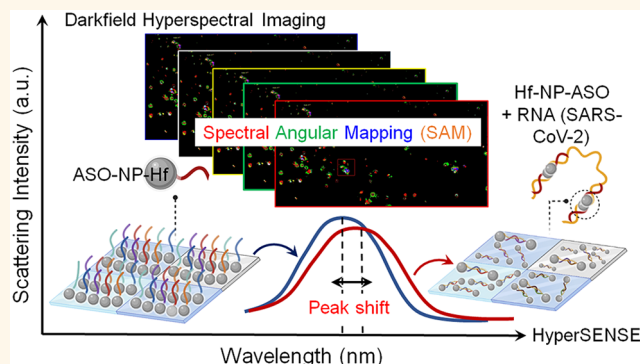 Darkfield Hyperspectral Imaging
Scattering Intensity (a.u.)
Spectral Angular Mapping (SAM)
Hf-NP-ASO
+ RNA (SARS-
CoV-2)
ASO-NP-Hf
Peak shift
HyperSENSE
Wavelength (nm)